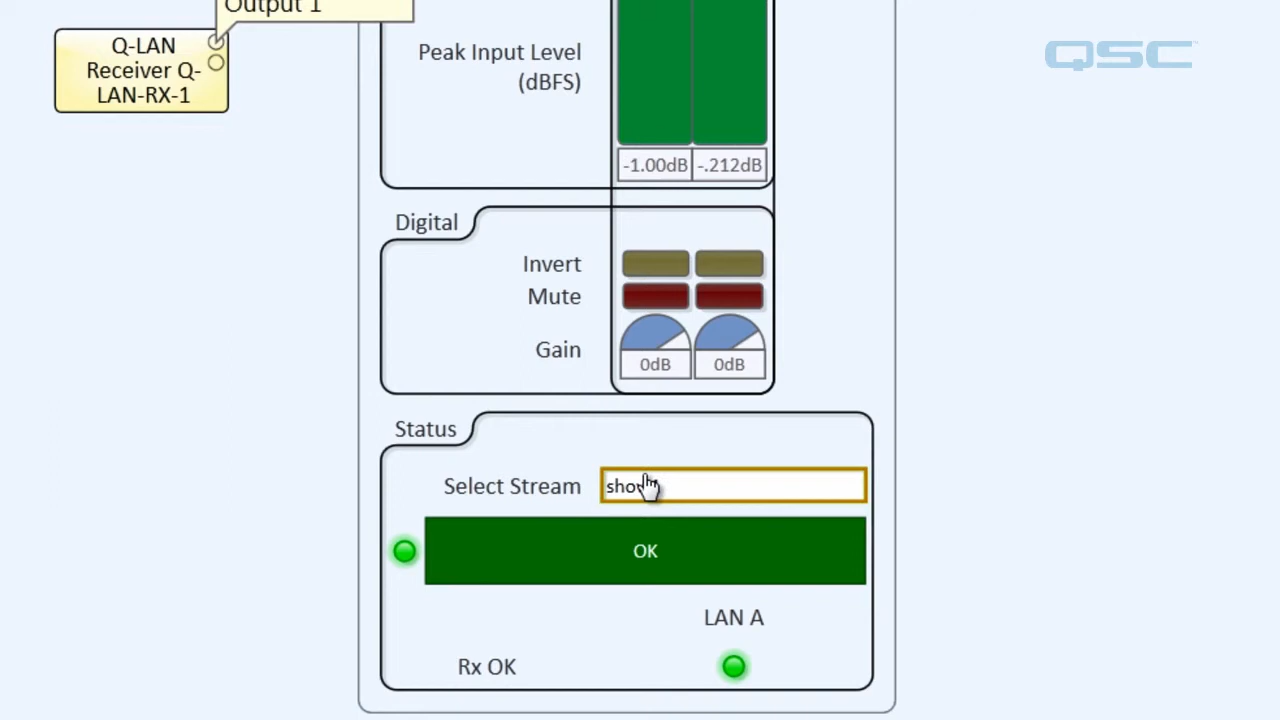 Output 1
Q-LAN
Receiver Q-
LAN-RX-1
QSC
Peak Input Level
(dBFS)
-1.00dB -.212dB
Digital
Invert
Mute
Gain
0dB 0dB
Status
Select Stream
OK
LAN A
Rx OK